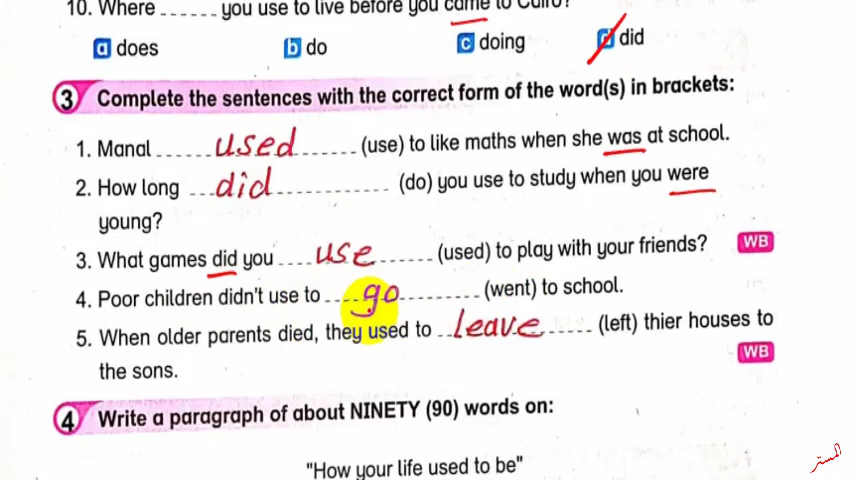 10. Where ...... you use to live before you came to Cairo?
a does b do c doing d did
3 Complete the sentences with the correct form of the word(s) in brackets:
1. Manal ...... used ........... (use) to like maths when she was at school.
2. How long ... did ................. (do) you use to study when you were
young?
3. What games did you .... use ...... (used) to play with your friends? WB
4. Poor children didn't use to .... go ......... (went) to school.
5. When older parents died, they used to .. leave ....... (left) thier houses to
the sons. WB
4 Write a paragraph of about NINETY (90) words on:
"How your life used to be"
المستر